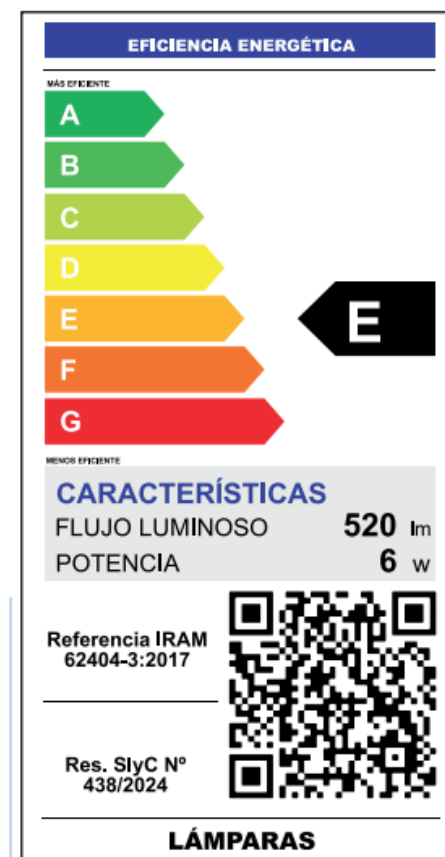 EFICIENCIA ENERGÉTICA
MÁS EFICIENTE
A
B
C
D
E
E
F
G
MENOS EFICIENTE
CARACTERÍSTICAS
FLUJO LUMINOSO 520 lm
POTENCIA 6 w
Referencia IRAM
62404-3:2017
Res. SIyC Nº
438/2024
LÁMPARAS